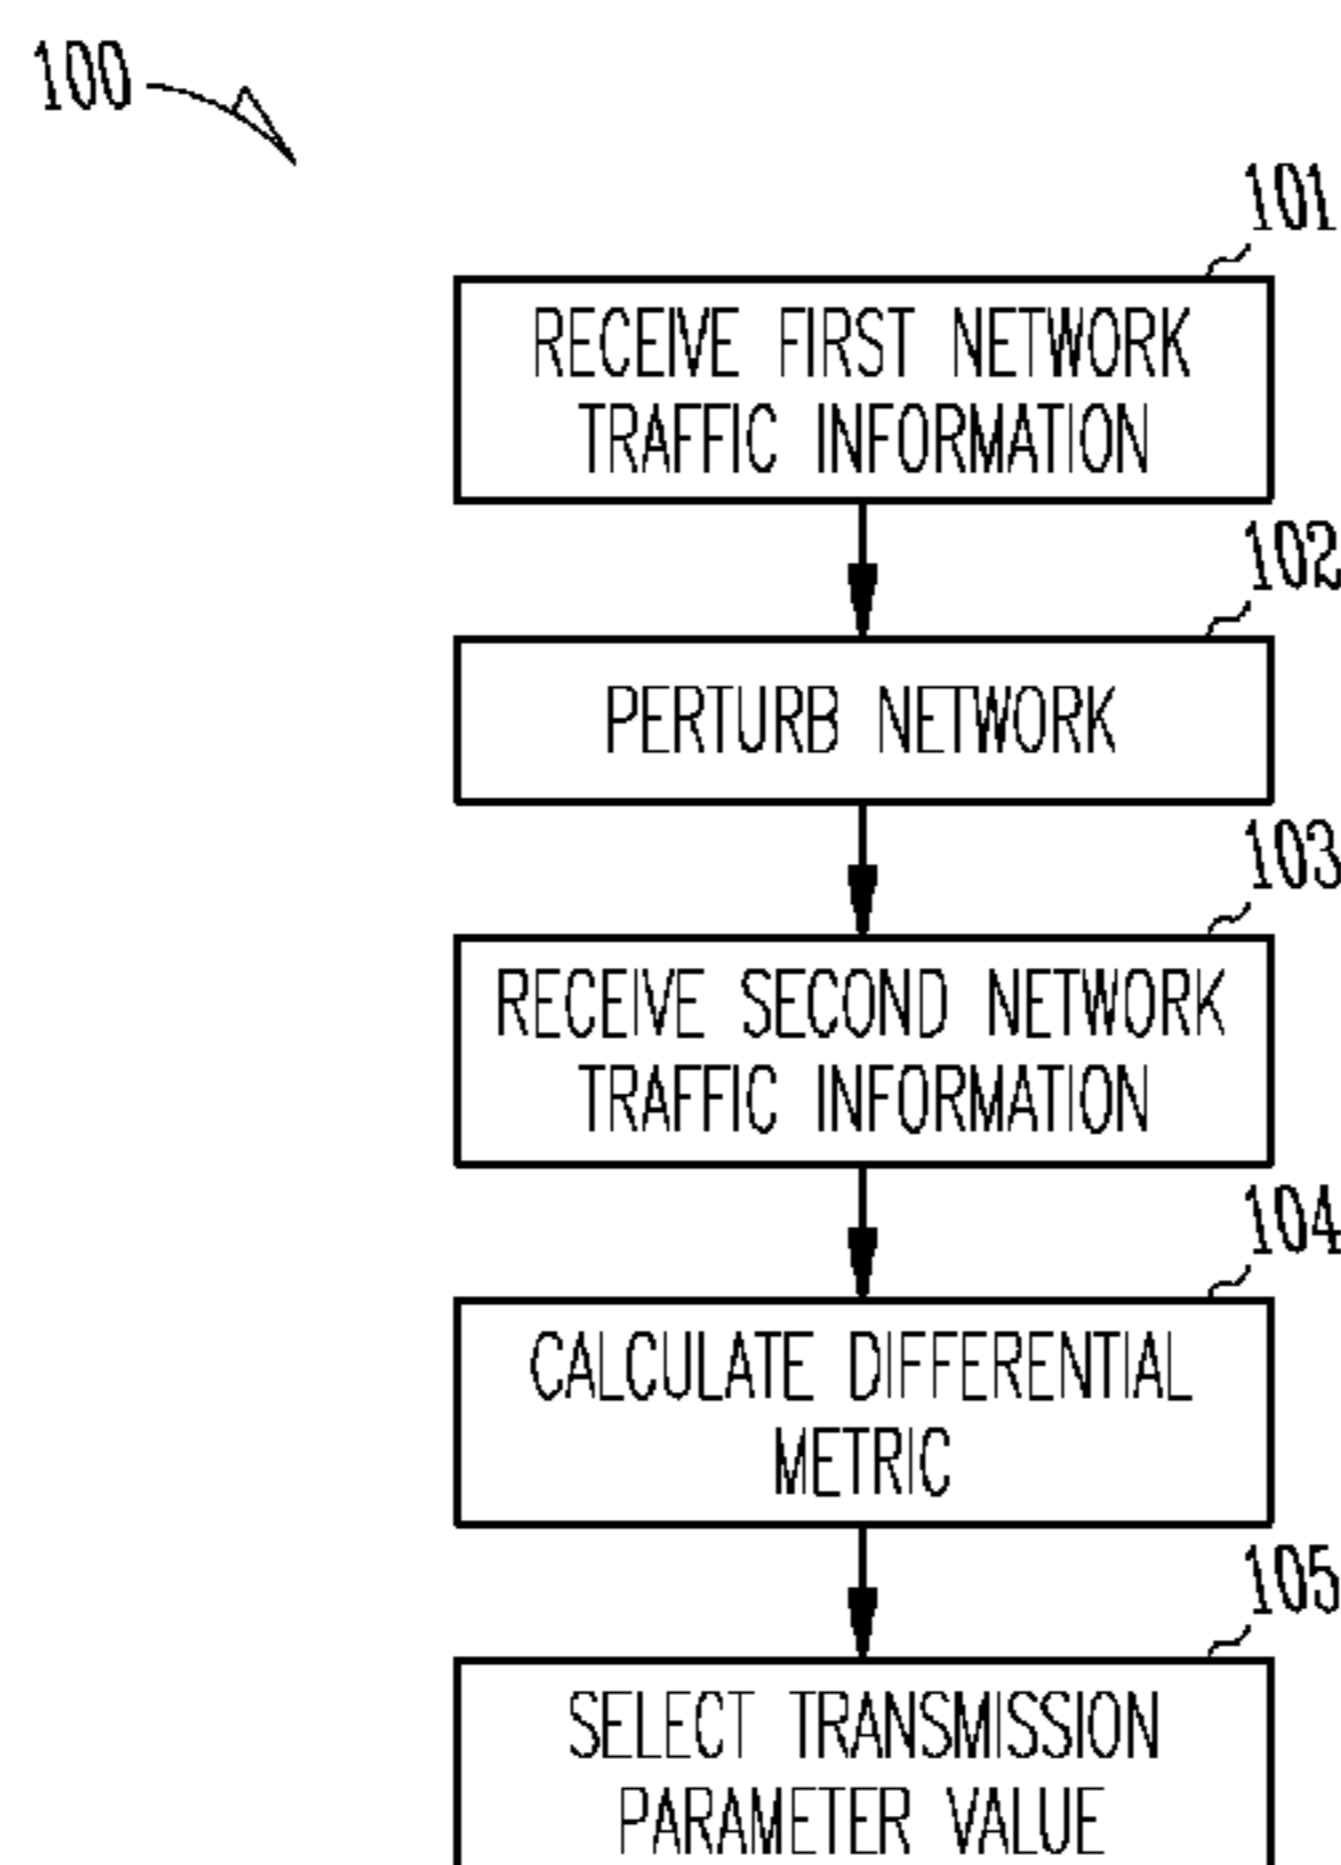 100
101
RECEIVE FIRST NETWORK
TRAFFIC INFORMATION
102
PERTURB NETWORK
103
RECEIVE SECOND NETWORK
TRAFFIC INFORMATION
104
CALCULATE DIFFERENTIAL
METRIC
105
SELECT TRANSMISSION
PARAMETER VALUE